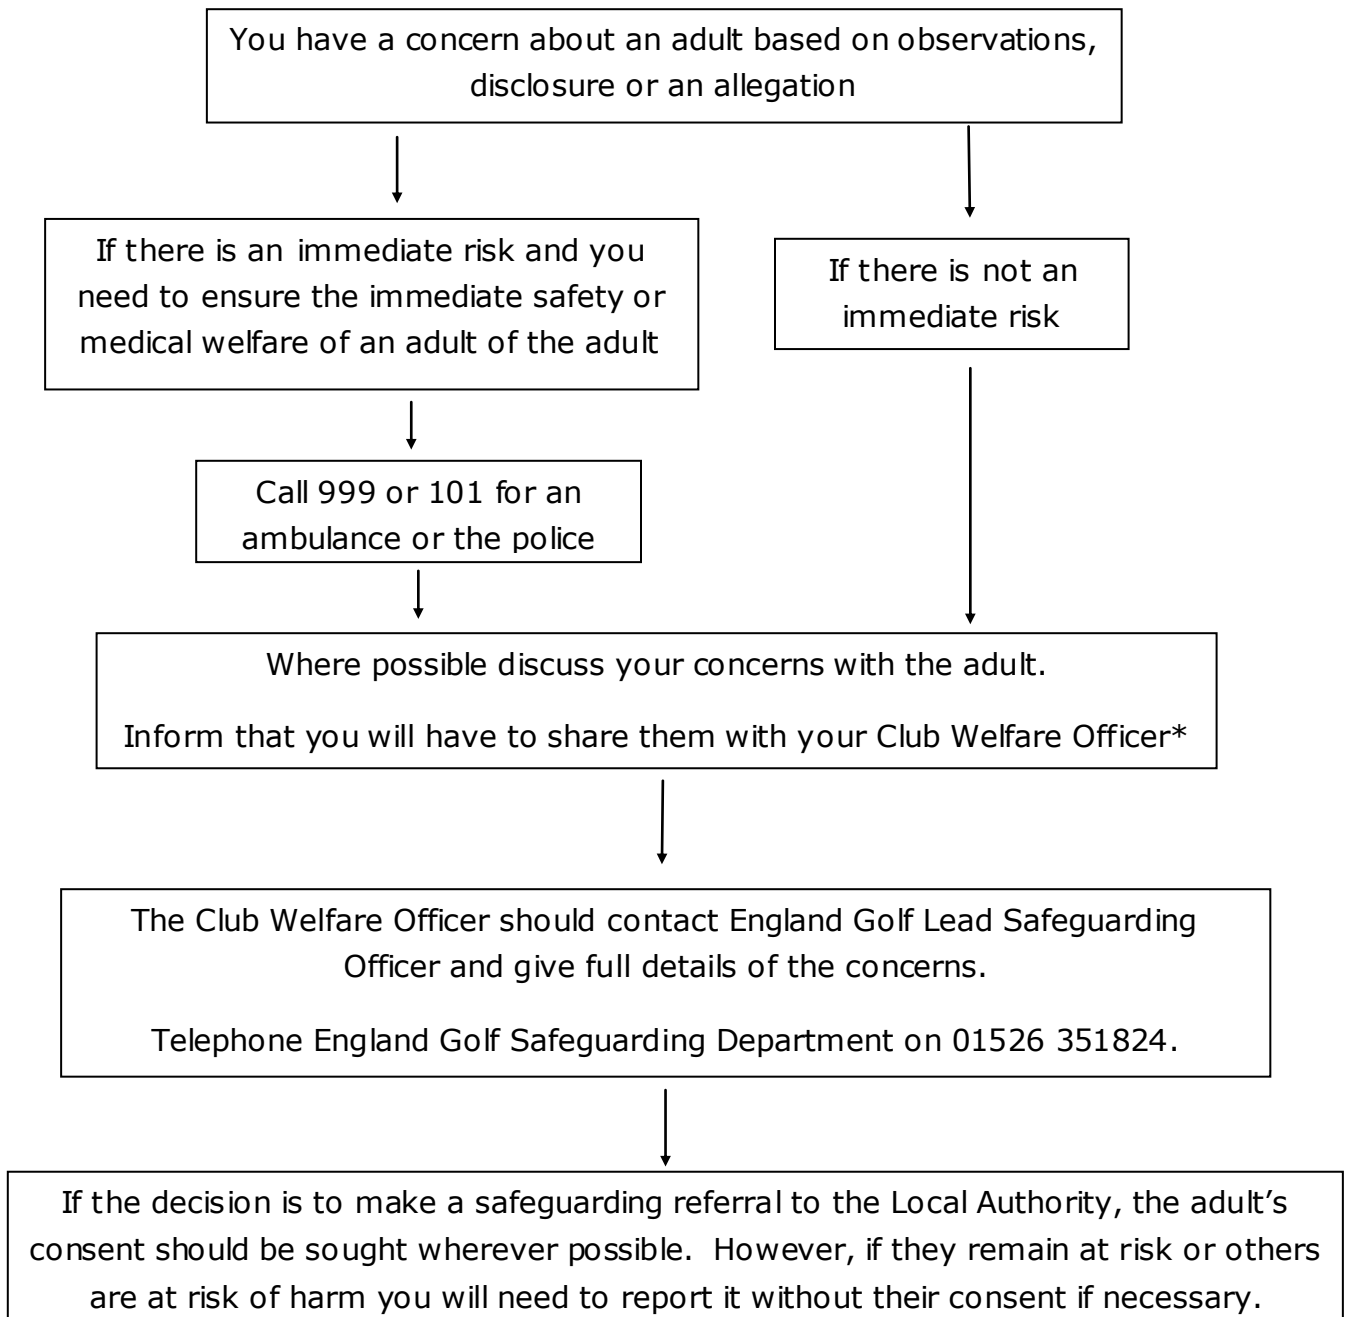 You have a concern about an adult based on observations,
disclosure or an allegation
If there is an immediate risk and you
need to ensure the immediate safety or
medical welfare of an adult of the adult
If there is not an
immediate risk
Call 999 or 101 for an
ambulance or the police
Where possible discuss your concerns with the adult.
Inform that you will have to share them with your Club Welfare Officer*
The Club Welfare Officer should contact England Golf Lead Safeguarding
Officer and give full details of the concerns.
Telephone England Golf Safeguarding Department on 01526 351824.
If the decision is to make a safeguarding referral to the Local Authority, the adult’s
consent should be sought wherever possible.  However, if they remain at risk or others
are at risk of harm you will need to report it without their consent if necessary.